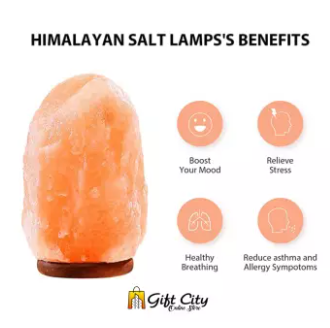 HIMALAYAN SALT LAMPS'S BENEFITS
Boost
Your Mood
Relieve
Stress
Healthy
Breathing
Reduce asthma and
Allergy Sympotoms
Gift City
Online Store